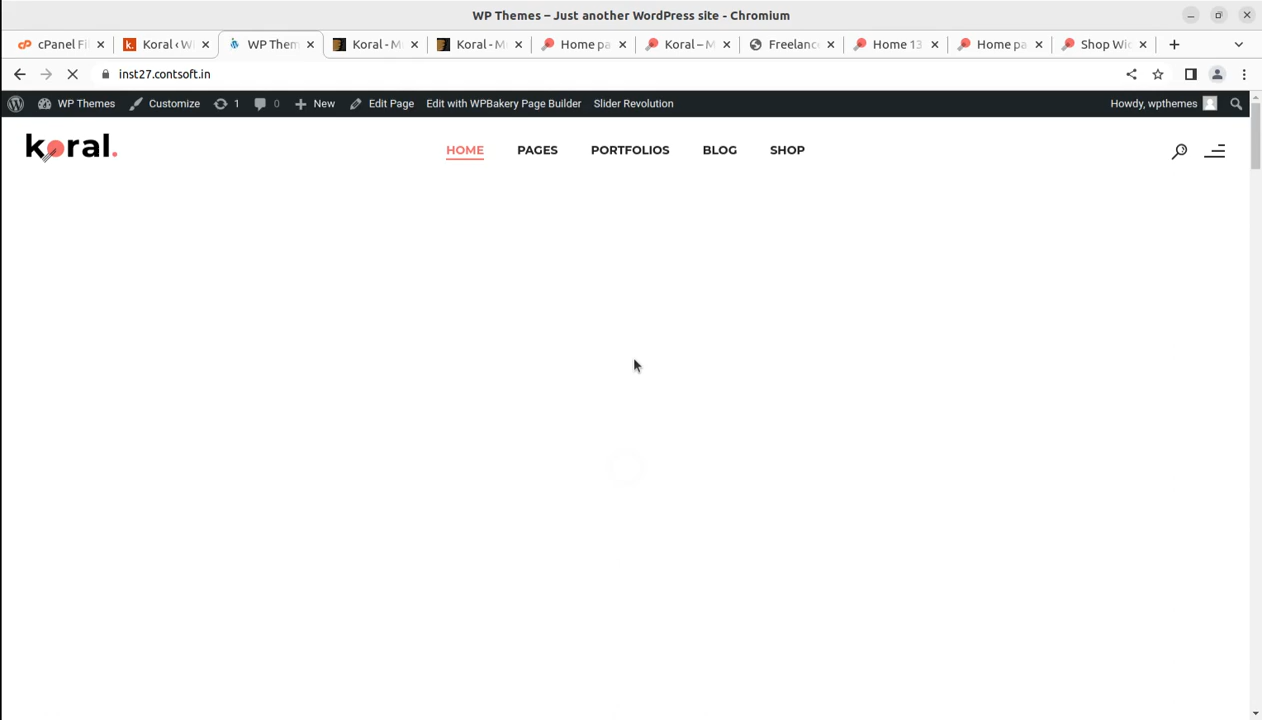 WP Themes – Just another WordPress site - Chromium
cPanel Fi
Koral ‹ W
WP Them
Koral - M
Koral - M
Home pa
Koral – M
Freelanc
Home 13
Home pa
Shop Wi
inst27.contsoft.in
WP Themes
Customize
1
0
New
Edit Page
Edit with WPBakery Page Builder
Slider Revolution
Howdy, wpthemes
koral.
HOME
PAGES
PORTFOLIOS
BLOG
SHOP